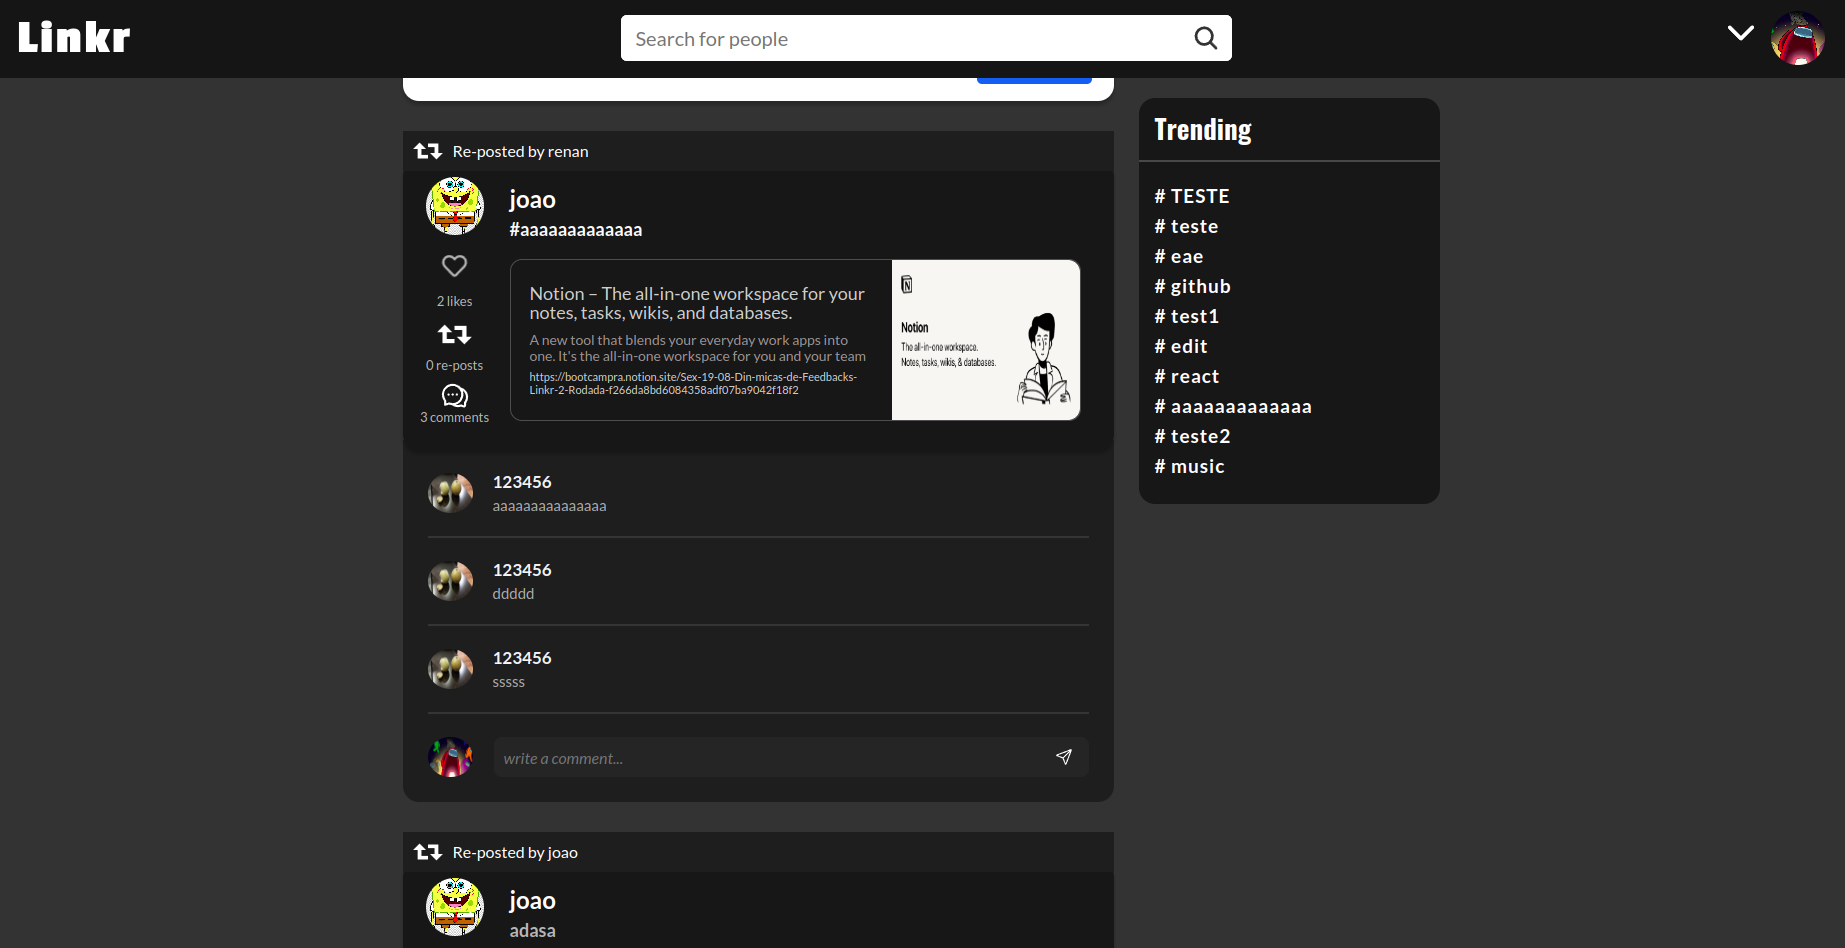 Linkr
Search for people
Re-posted by renan
joao
#aaaaaaaaaaaaa
2 likes
0 re-posts
3 comments
Notion – The all-in-one workspace for your
notes, tasks, wikis, and databases.
A new tool that blends your everyday work apps into
one. It's the all-in-one workspace for you and your team
https://bootcampra.notion.site/Sex-19-08-Din-micas-de-Feedbacks-
Linkr-2-Rodada-f266da8bd6084358adf07ba9042f18f2
N
Notion
The all-in-one workspace.
Notes, tasks, wikis, & databases.
123456
aaaaaaaaaaaaaaa
123456
ddddd
123456
sssss
write a comment...
Re-posted by joao
joao
adasa
Trending
# TESTE
# teste
# eae
# github
# test1
# edit
# react
# aaaaaaaaaaaaa
# teste2
# music